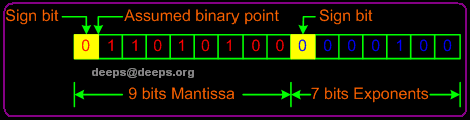 Sign bit Assumed binary point Sign bit
0 1 1 0 1 0 1 0 0 0 0 0 0 1 0 0
deeps@deeps.org
9 bits Mantissa 7 bits Exponents